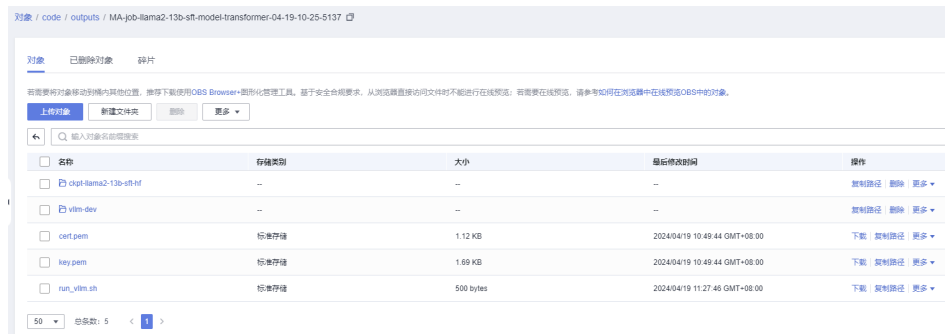 对象 / code / outputs / MA-job-llama2-13b-sft-model-transformer-04-19-10-25-5137
对象 已删除对象 碎片
若需要将对象移动到桶内其他位置，推荐下载使用OBS Browser+图形化管理工具。基于安全合规要求，从浏览器直接访问文件时不能进行在线预览；若需要在线预览，请参考如何在浏览器中在线预览OBS中的对象。
上传对象 新建文件夹 删除 更多
输入对象名前缀搜索
名称 存储类别 大小 最后修改时间 操作
ckpt-llama2-13b-sft-hf -- -- -- 复制路径 删除 更多
vllm-dev -- -- -- 复制路径 删除 更多
cert.pem 标准存储 1.12 KB 2024/04/19 10:49:44 GMT+08:00 下载 复制路径 更多
key.pem 标准存储 1.69 KB 2024/04/19 10:49:44 GMT+08:00 下载 复制路径 更多
run_vllm.sh 标准存储 500 bytes 2024/04/19 11:27:46 GMT+08:00 下载 复制路径 更多
50 总条数：5 < 1 >